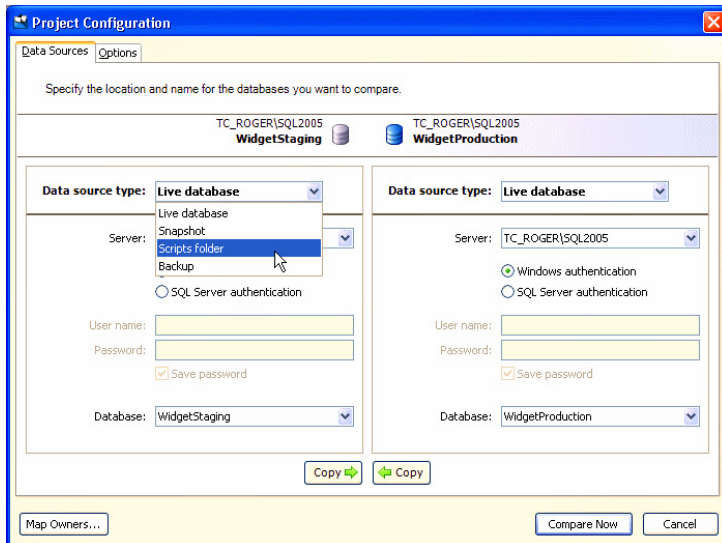 Project Configuration
Data Sources
Options
Specify the location and name for the databases you want to compare.
TC_ROGER\SQL2005
WidgetStaging
TC_ROGER\SQL2005
WidgetProduction
Data source type: Live database
Live database
Snapshot
Scripts folder
Backup
Server:
SQL Server authentication
User name:
Password:
Save password
Database: WidgetStaging
Data source type: Live database
Server: TC_ROGER\SQL2005
Windows authentication
SQL Server authentication
User name:
Password:
Save password
Database: WidgetProduction
Copy
Copy
Map Owners...
Compare Now
Cancel